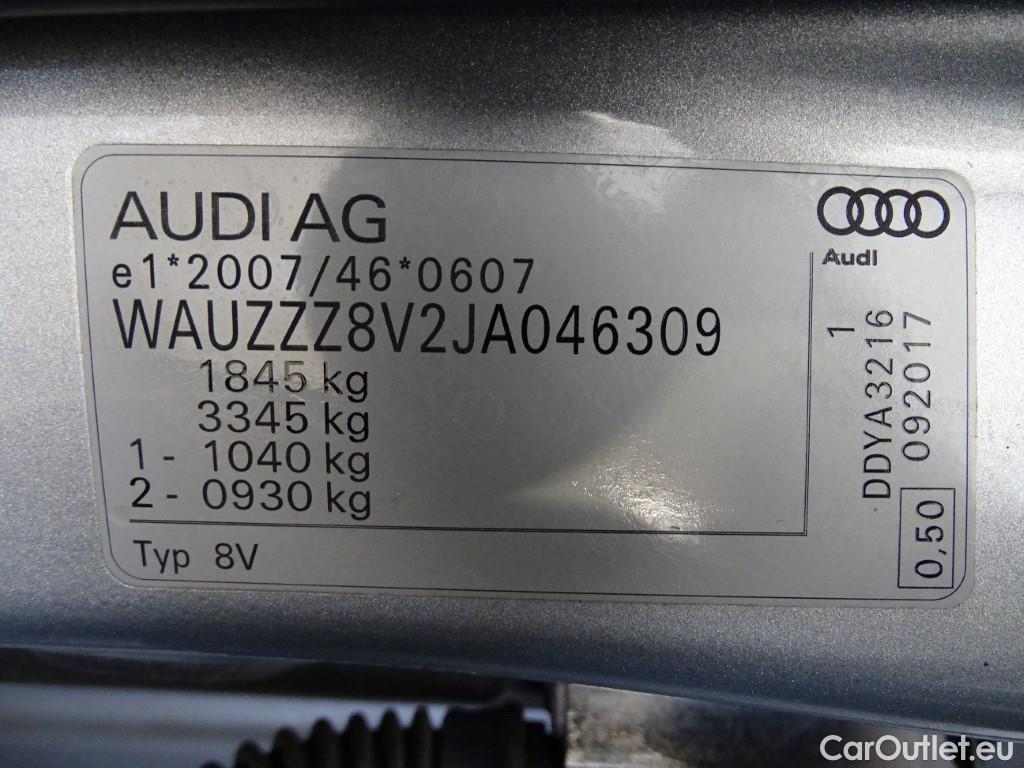 AUDI AG
e1*2007/46*0607
WAUZZZ8V2JA046309
1845 kg
3345 kg
1 - 1040 kg
2 - 0930 kg
Typ 8V
Audi
1
DDYA3216
092017
0,50
CarOutlet.eu